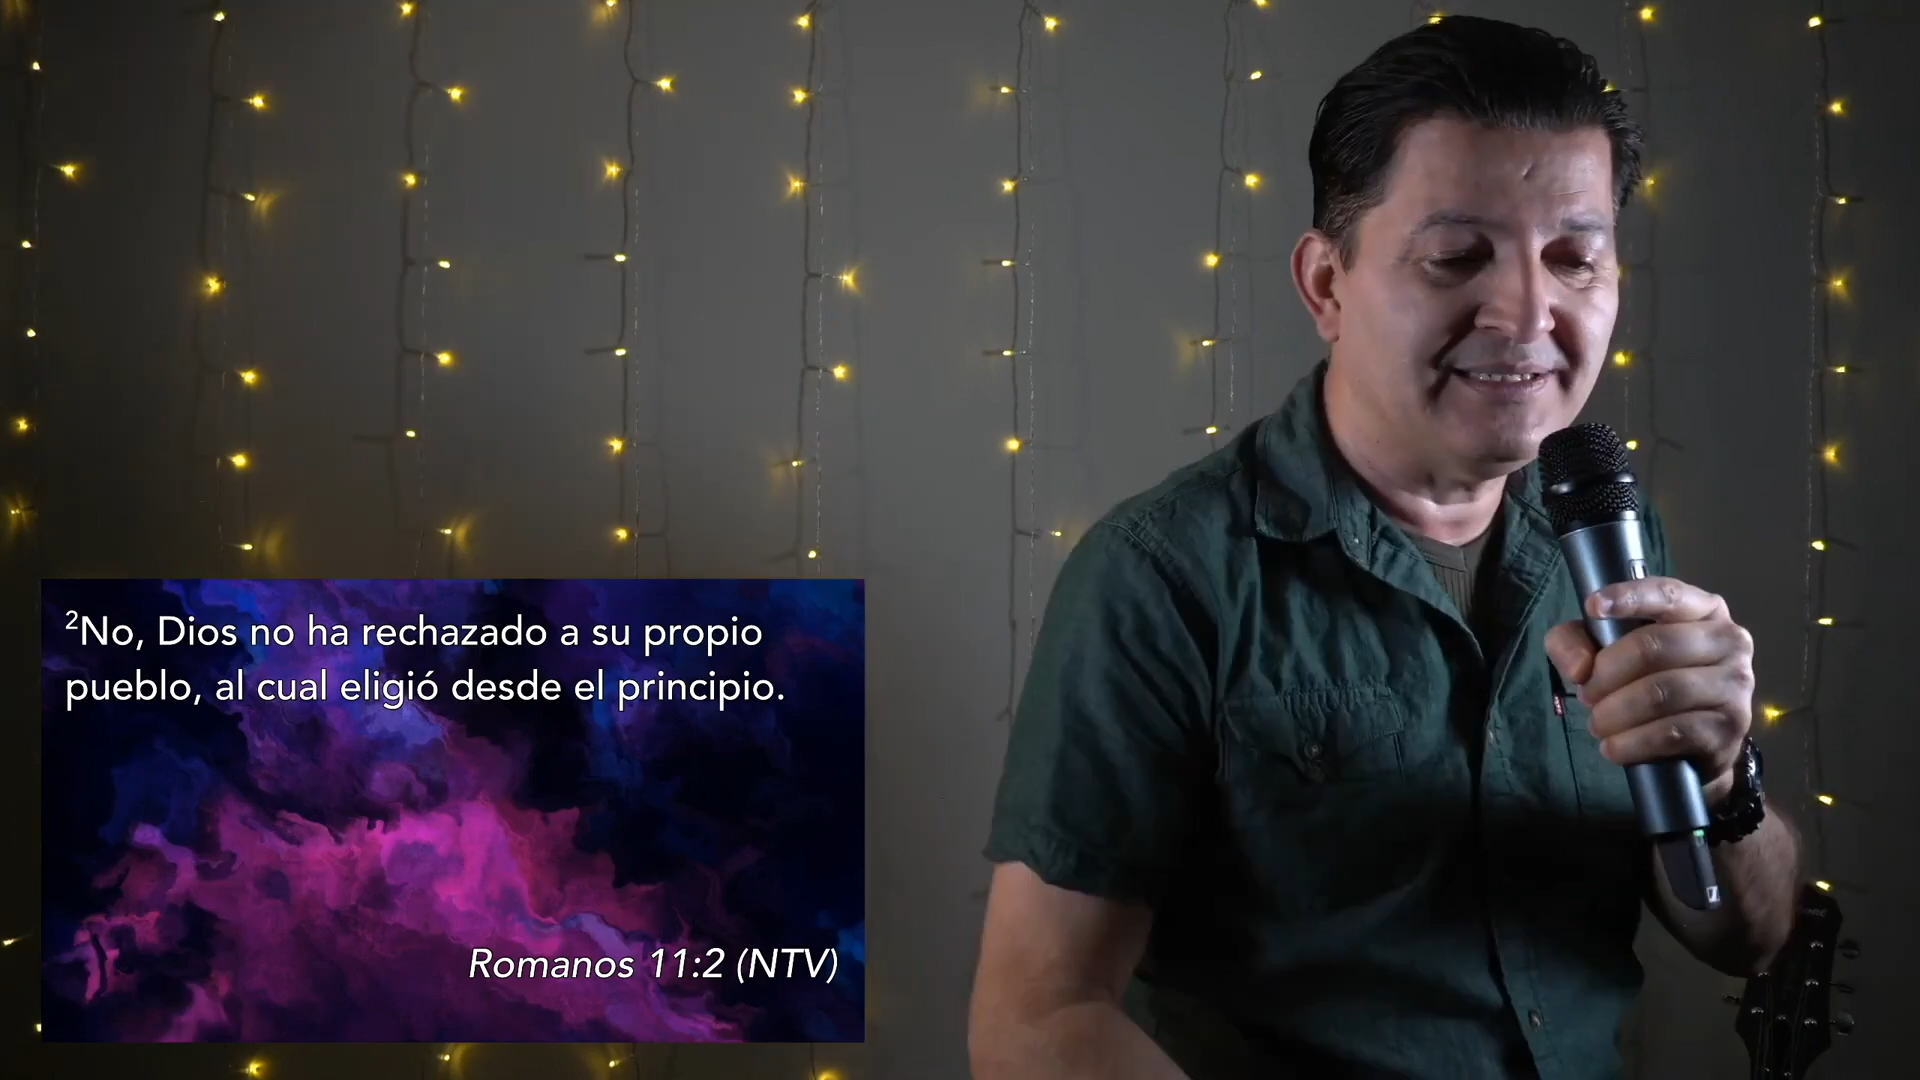 ²No, Dios no ha rechazado a su propio
pueblo, al cual eligió desde el principio.
Romanos 11:2 (NTV)